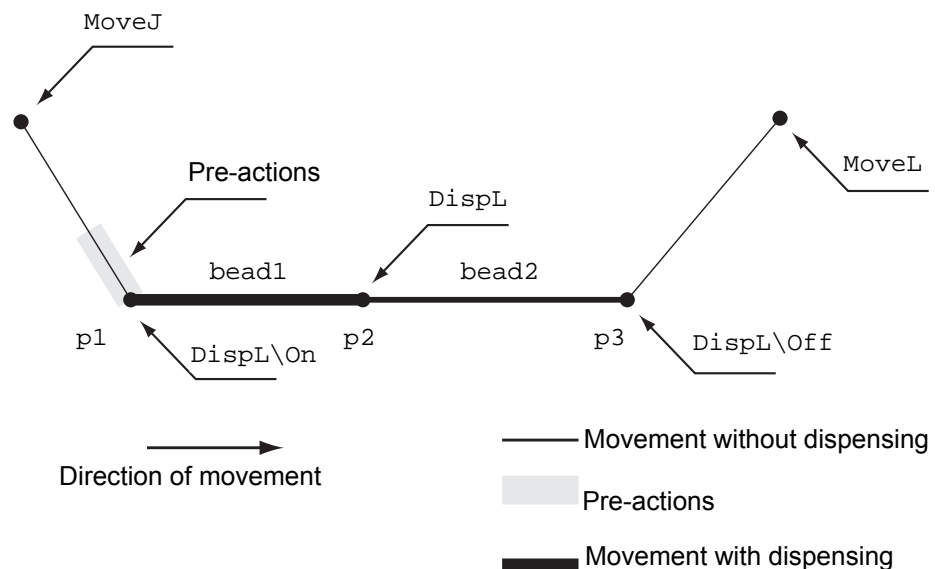 MoveJ
Pre-actions
MoveL
DispL
bead1
bead2
p1
p2
p3
DispL\On
DispL\Off
Direction of movement
Movement without dispensing
Pre-actions
Movement with dispensing